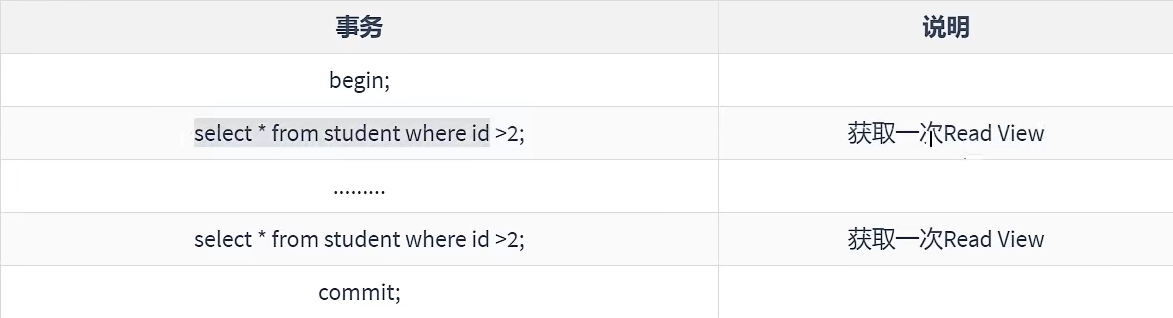 事务 说明
begin;
select * from student where id >2; 获取一次Read View
.........
select * from student where id >2; 获取一次Read View
commit;